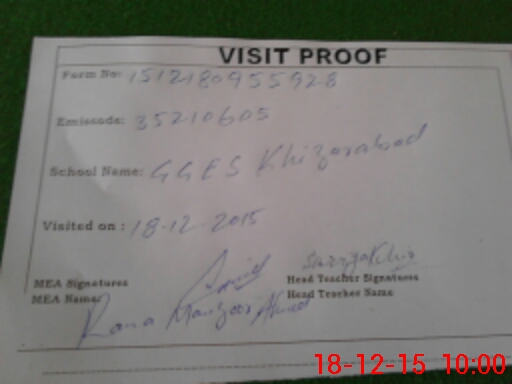 VISIT PROOF
Form No: 1512180955928
Emiscode: 35210605
School Name: GGES Khizarabad
Visited on : 18-12-2015
MEA Signatures
Head Teacher Signatures
MEA Name:
Head Teacher Name
Rana Manzoor Ahmed
18-12-15 10:00